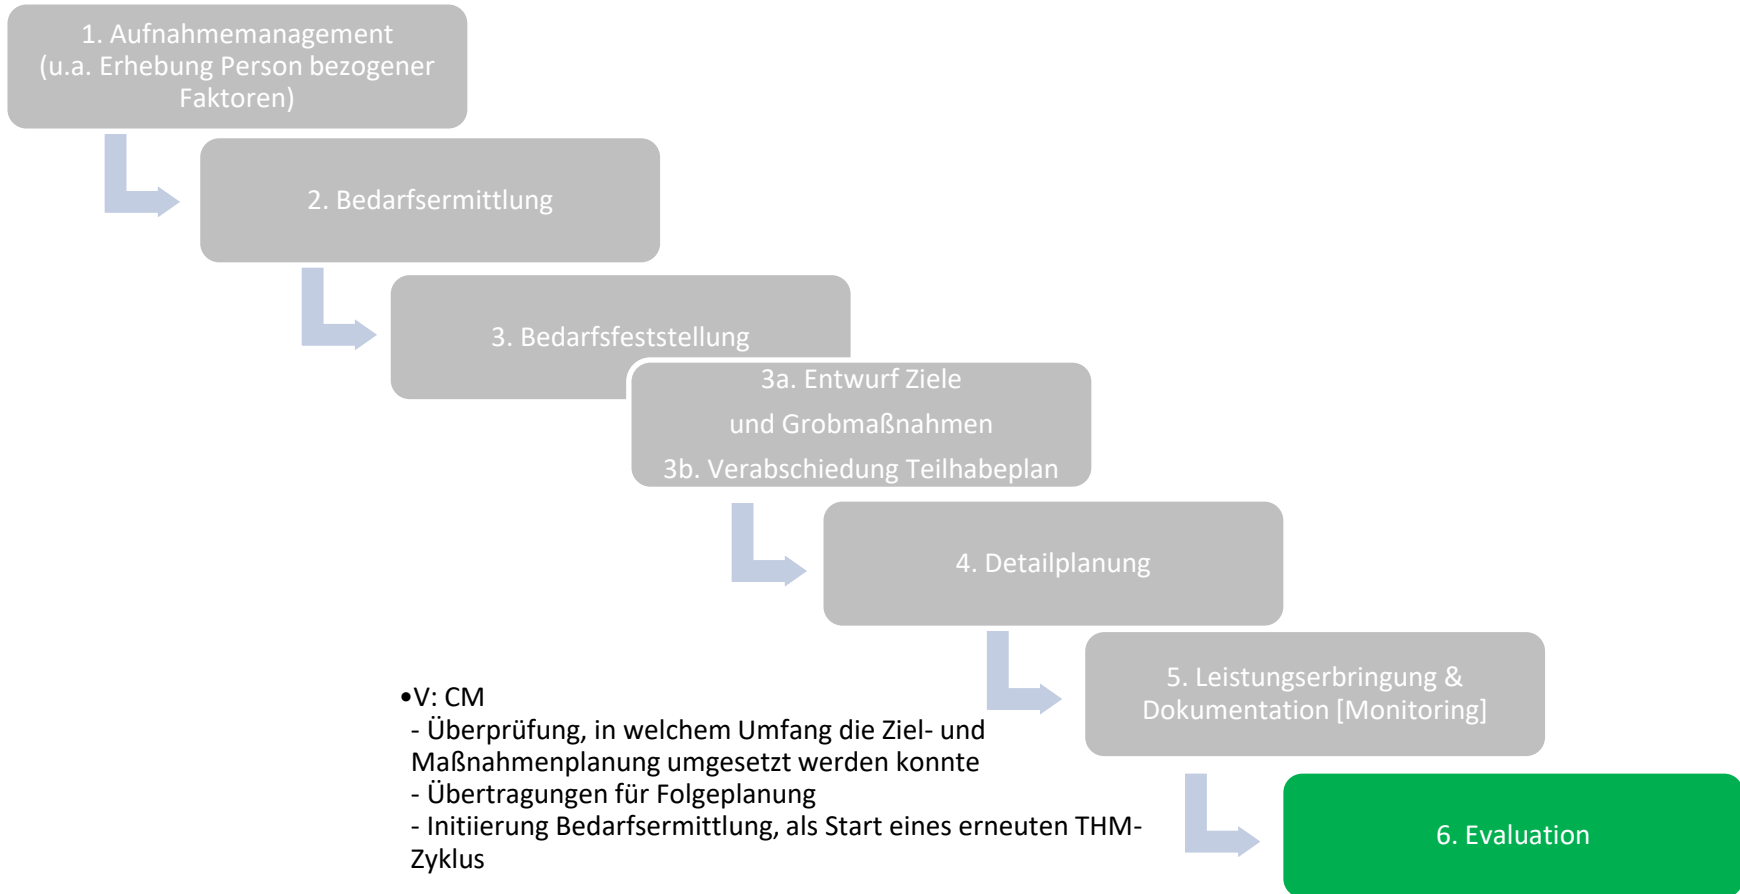 1. Aufnahmemanagement
(u.a. Erhebung Person bezogener
Faktoren)
2. Bedarfsermittlung
3. Bedarfsfeststellung
3a. Entwurf Ziele
und Grobmaßnahmen
3b. Verabschiedung Teilhabeplan
4. Detailplanung
5. Leistungserbringung &
Dokumentation [Monitoring]
•V: CM
- Überprüfung, in welchem Umfang die Ziel- und
Maßnahmenplanung umgesetzt werden konnte
- Übertragungen für Folgeplanung
- Initiierung Bedarfsermittlung, als Start eines erneuten THM-
Zyklus
6. Evaluation